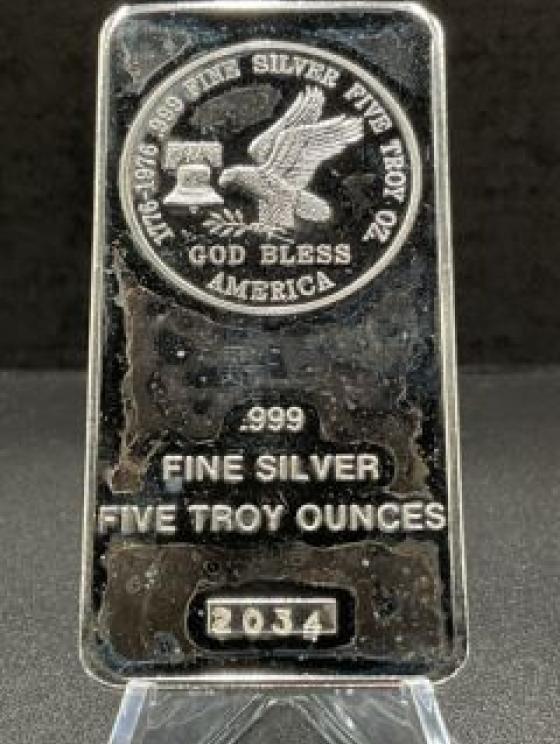 1776-1976 .999 FINE SILVER FIVE TROY OZ.
GOD BLESS
AMERICA
.999
FINE SILVER
FIVE TROY OUNCES
2034